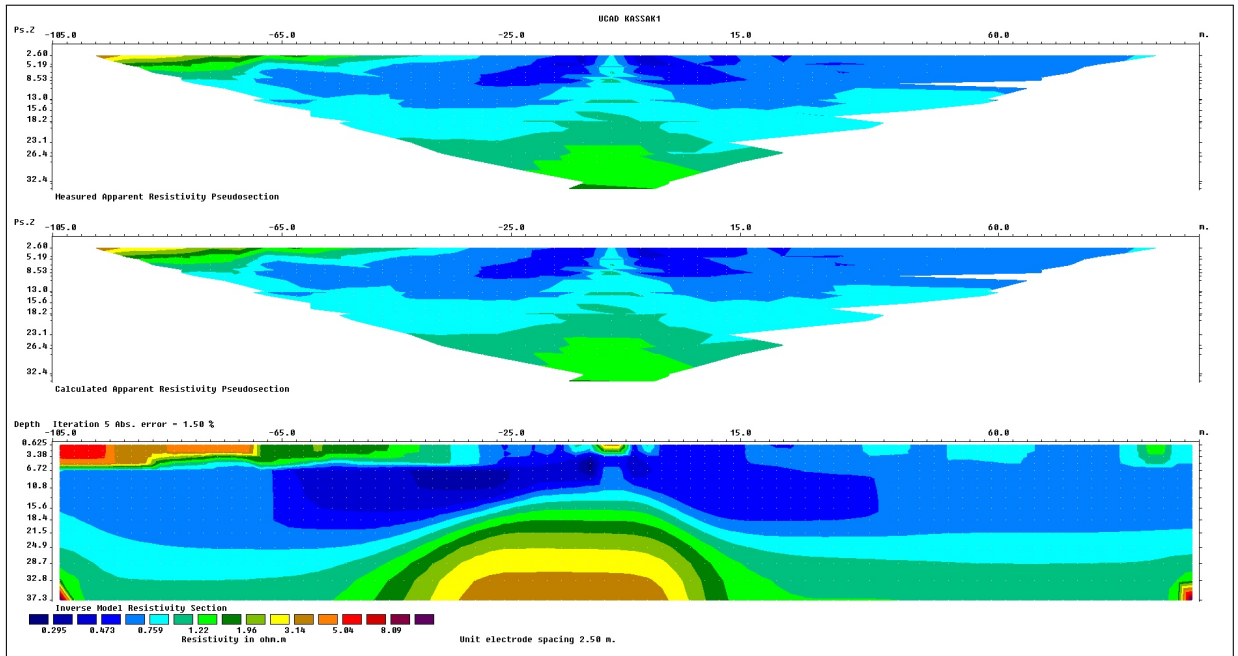 UCAD KASSAK1
Ps.Z -105.0 -65.0 -25.0 15.0 60.0 m.
2.60
5.19
8.53
13.0
15.6
18.2
23.1
26.4
32.4
Measured Apparent Resistivity Pseudosection
Ps.Z -105.0 -65.0 -25.0 15.0 60.0 m.
2.60
5.19
8.53
13.0
15.6
18.2
23.1
26.4
32.4
Calculated Apparent Resistivity Pseudosection
Depth Iteration 5 Abs. error = 1.50 %
-105.0 -65.0 -25.0 15.0 60.0 m.
0.625
3.38
6.72
10.8
15.6
18.4
21.5
24.9
28.7
32.8
37.3
Inverse Model Resistivity Section
0.295 0.473 0.759 1.22 1.96 3.14 5.04 8.09
Resistivity in ohm.m Unit electrode spacing 2.50 m.